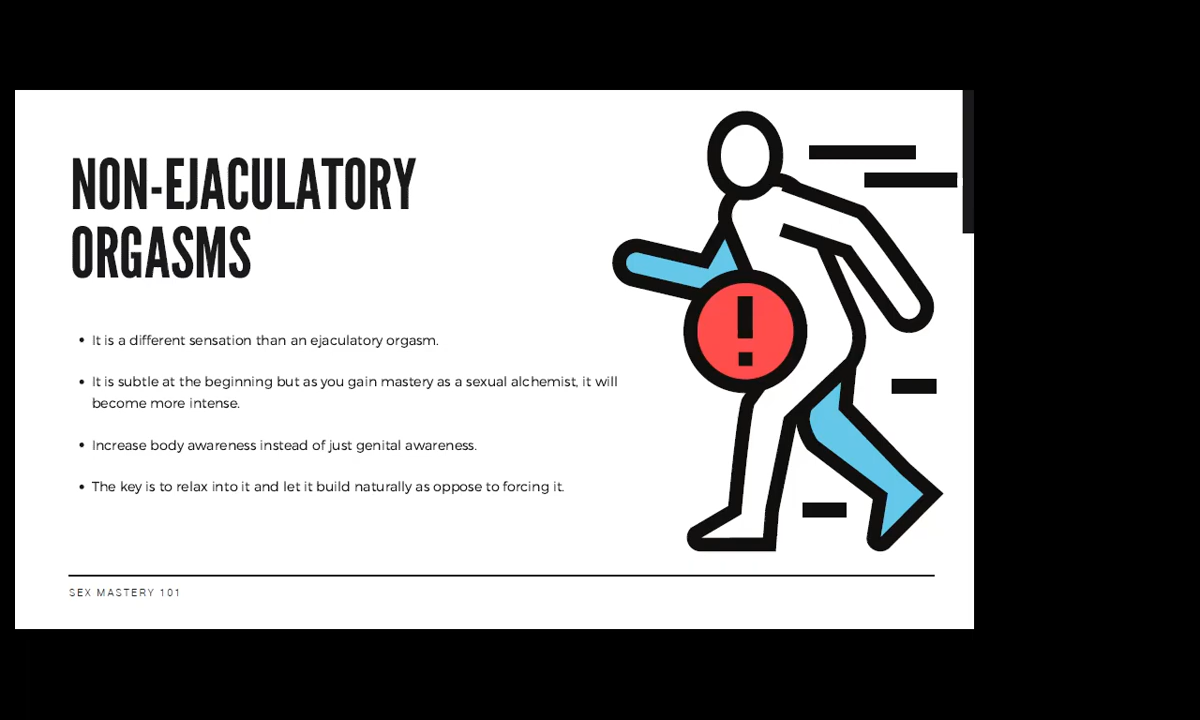 NON-EJACULATORY
ORGASMS
• It is a different sensation than an ejaculatory orgasm.
• It is subtle at the beginning but as you gain mastery as a sexual alchemist, it will
become more intense.
• Increase body awareness instead of just genital awareness.
• The key is to relax into it and let it build naturally as oppose to forcing it.
!
SEX MASTERY 101